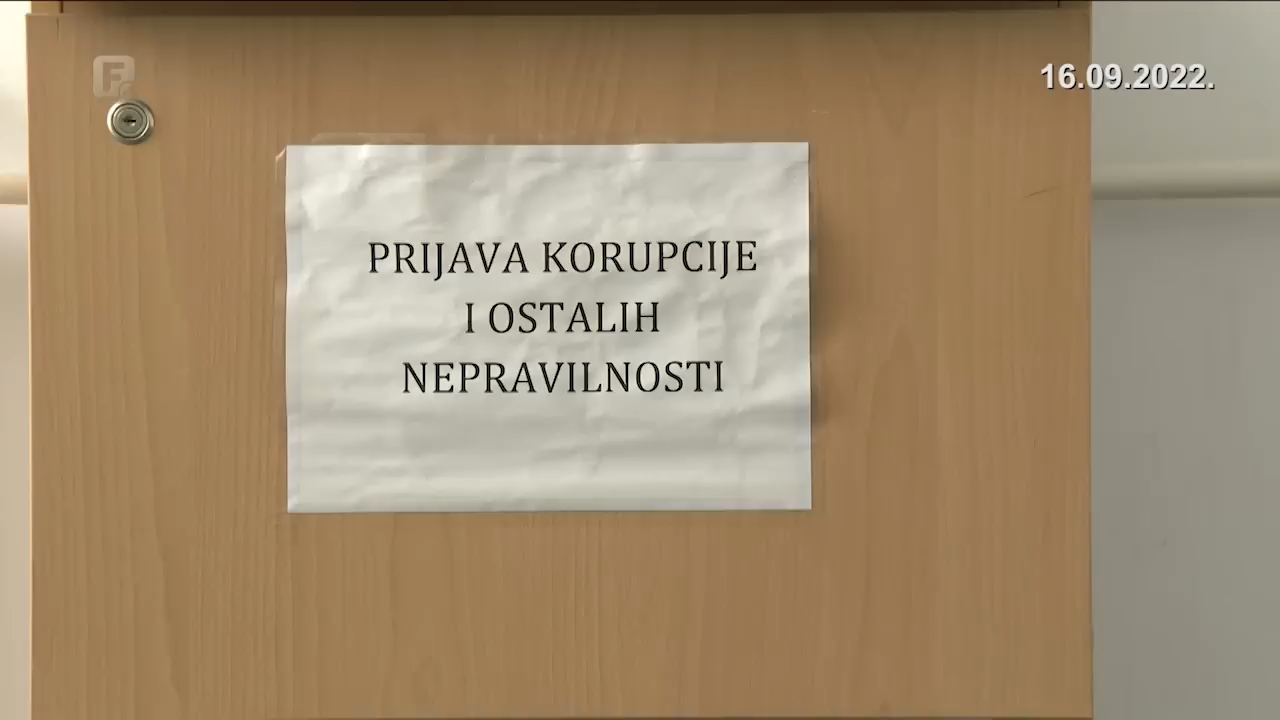 F
16.09.2022.
PRIJAVA KORUPCIJE
I OSTALIH
NEPRAVILNOSTI